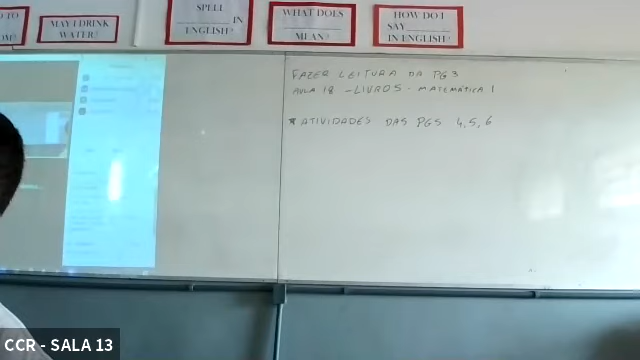 MAY I DRINK
WATER?
SPELL
IN
ENGLISH?
WHAT DOES
MEAN?
HOW DO I
SAY
IN ENGLISH?
FAZER LEITURA DA PG 3
AULA 18 - LIVROS - MATEMÁTICA 1
* ATIVIDADES DAS PGS 4, 5, 6
CCR - SALA 13